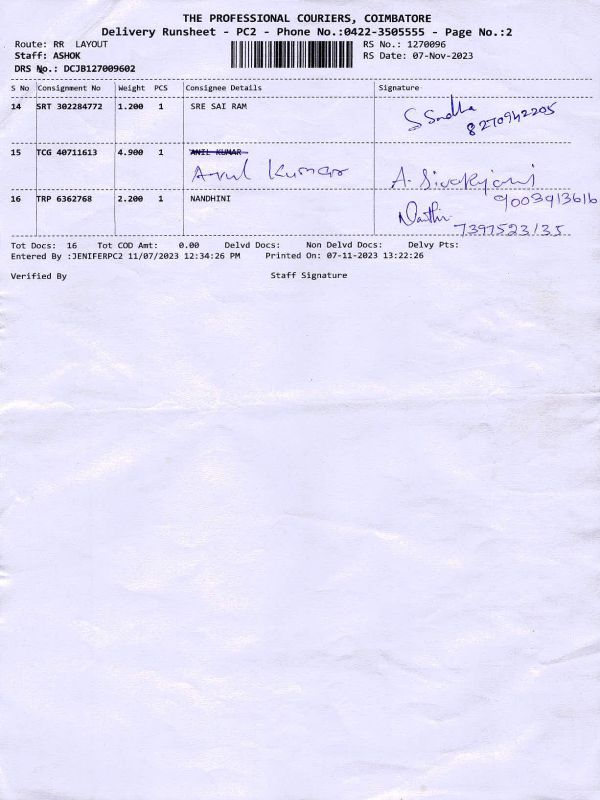 THE PROFESSIONAL COURIERS, COIMBATORE
Delivery Runsheet - PC2 - Phone No.:0422-3505555 - Page No.:2
Route: RR LAYOUT RS No.: 1270096
Staff: ASHOK RS Date: 07-Nov-2023
DRS No.: DCJB127009602
S No Consignment No Weight PCS Consignee Details Signature
14 SRT 302284772 1.200 1 SRE SAI RAM S Sudha
8270942205
15 TCG 40711613 4.900 1 ANIL KUMAR
Arul Kumar A. Sivaranjani
9003913616
16 TRP 6362768 2.200 1 NANDHINI
7397523135
Tot Docs: 16 Tot COD Amt: 0.00 Delvd Docs: Non Delvd Docs: Delvy Pts:
Entered By :JENIFERPC2 11/07/2023 12:34:26 PM Printed On: 07-11-2023 13:22:26
Verified By Staff Signature